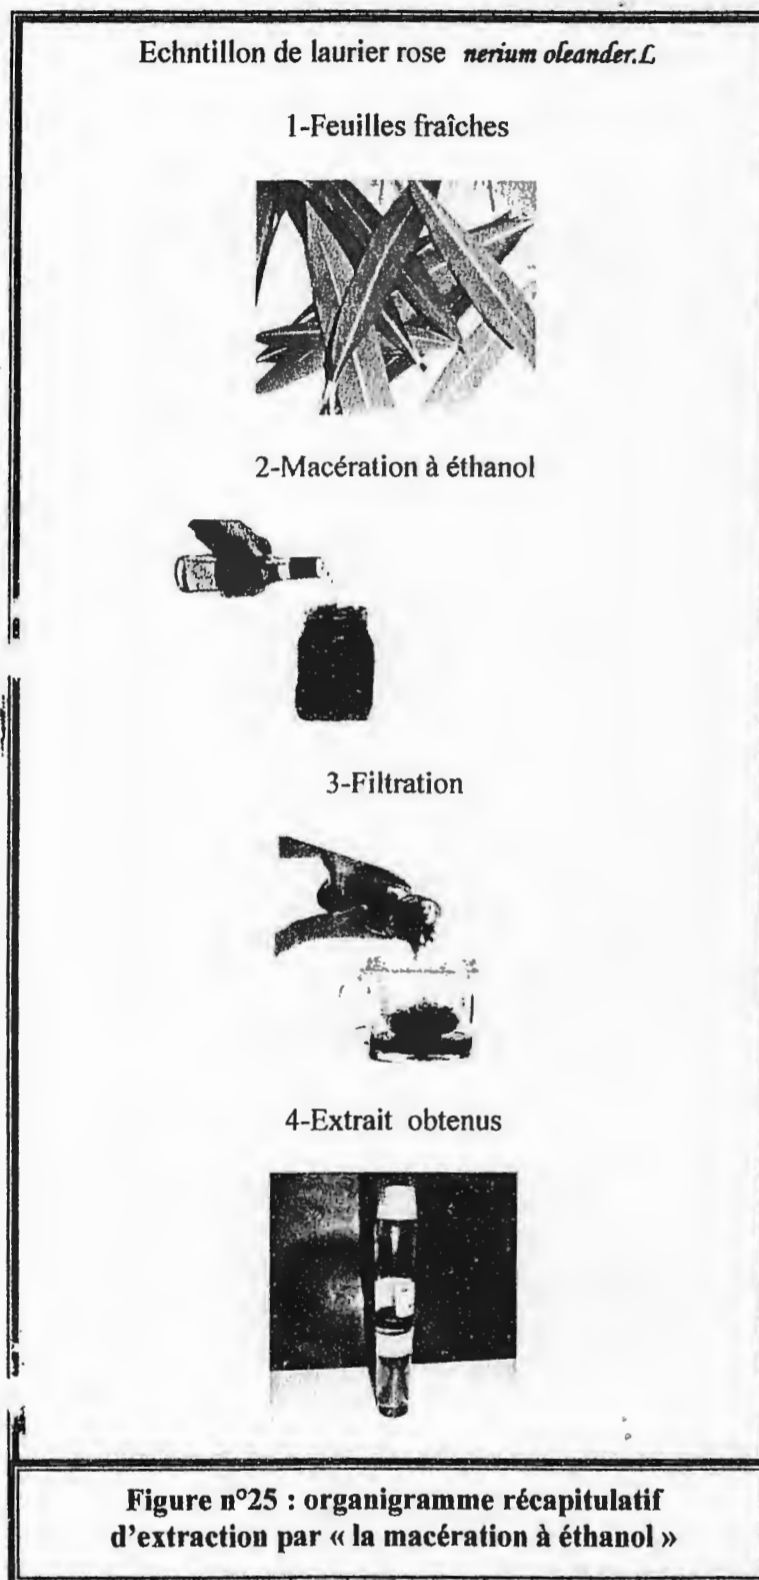 Echntillon de laurier rose nerium oleander.L
1-Feuilles fraîches
2-Macération à éthanol
3-Filtration
4-Extrait obtenus
Figure n°25 : organigramme récapitulatif
d'extraction par « la macération à éthanol »